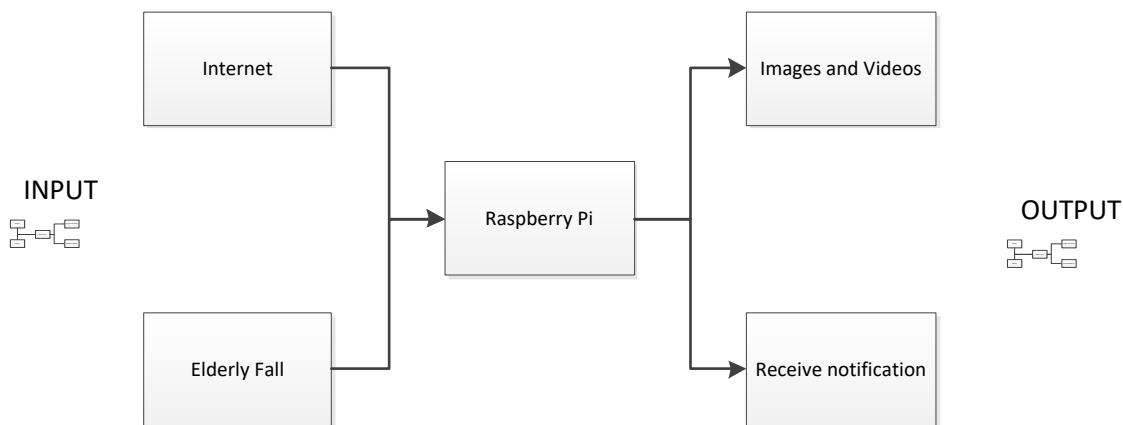 Internet
Images and Videos
INPUT
Raspberry Pi
OUTPUT
Elderly Fall
Receive notification